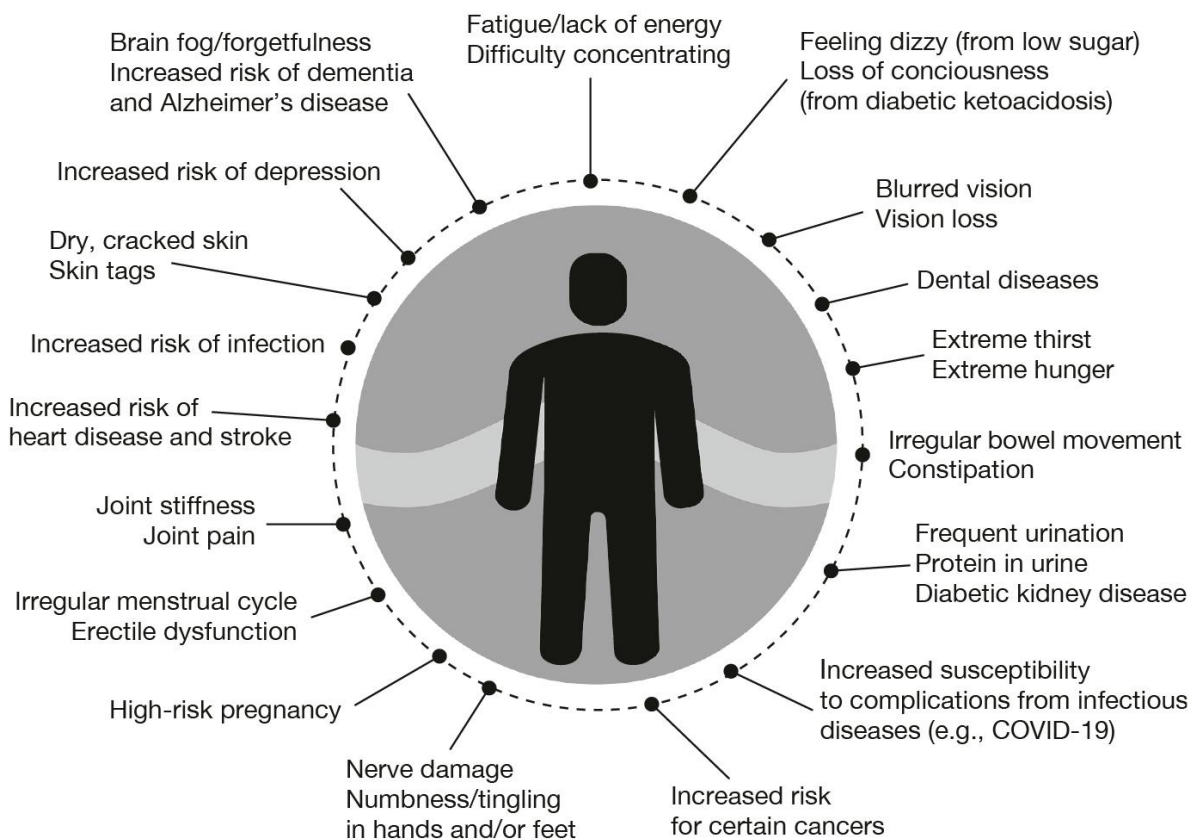 Fatigue/lack of energy
Difficulty concentrating
Feeling dizzy (from low sugar)
Loss of conciousness
(from diabetic ketoacidosis)
Blurred vision
Vision loss
Dental diseases
Extreme thirst
Extreme hunger
Irregular bowel movement
Constipation
Frequent urination
Protein in urine
Diabetic kidney disease
Increased susceptibility
to complications from infectious
diseases (e.g., COVID-19)
Increased risk
for certain cancers
Nerve damage
Numbness/tingling
in hands and/or feet
High-risk pregnancy
Irregular menstrual cycle
Erectile dysfunction
Joint stiffness
Joint pain
Increased risk of
heart disease and stroke
Increased risk of infection
Dry, cracked skin
Skin tags
Increased risk of depression
Brain fog/forgetfulness
Increased risk of dementia
and Alzheimer’s disease